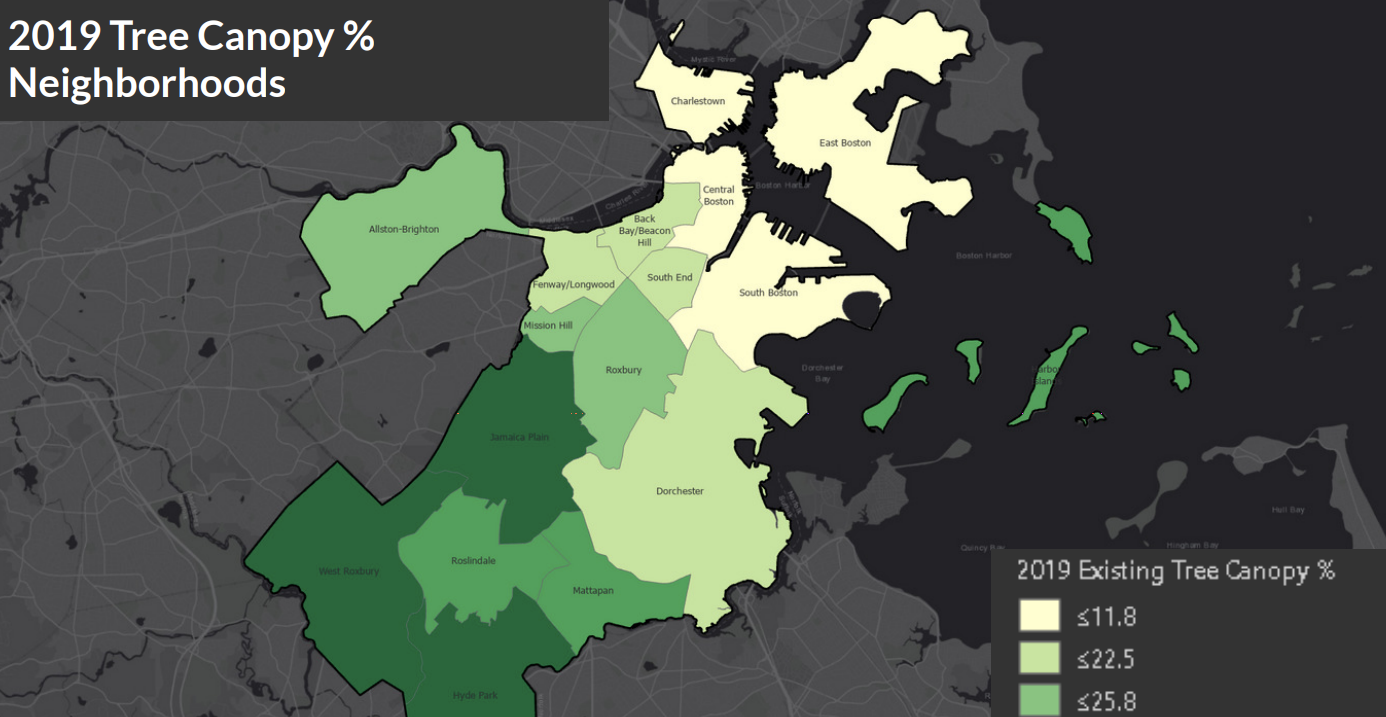 2019 Tree Canopy %
Neighborhoods
Mystic River
Charlestown
East Boston
Central
Boston
Boston Harbor
Allston-Brighton
Back
Bay/Beacon
Hill
Boston Harbor
South End
Fenway/Longwood
South Boston
Mission Hill
Roxbury
Dorchester
Bay
Harbor
Islands
Jamaica Plain
Dorchester
Hull Bay
Quincy Bay
Hingham Bay
Roslindale
West Roxbury
Mattapan
Hyde Park
2019 Existing Tree Canopy %
≤11.8
≤22.5
≤25.8